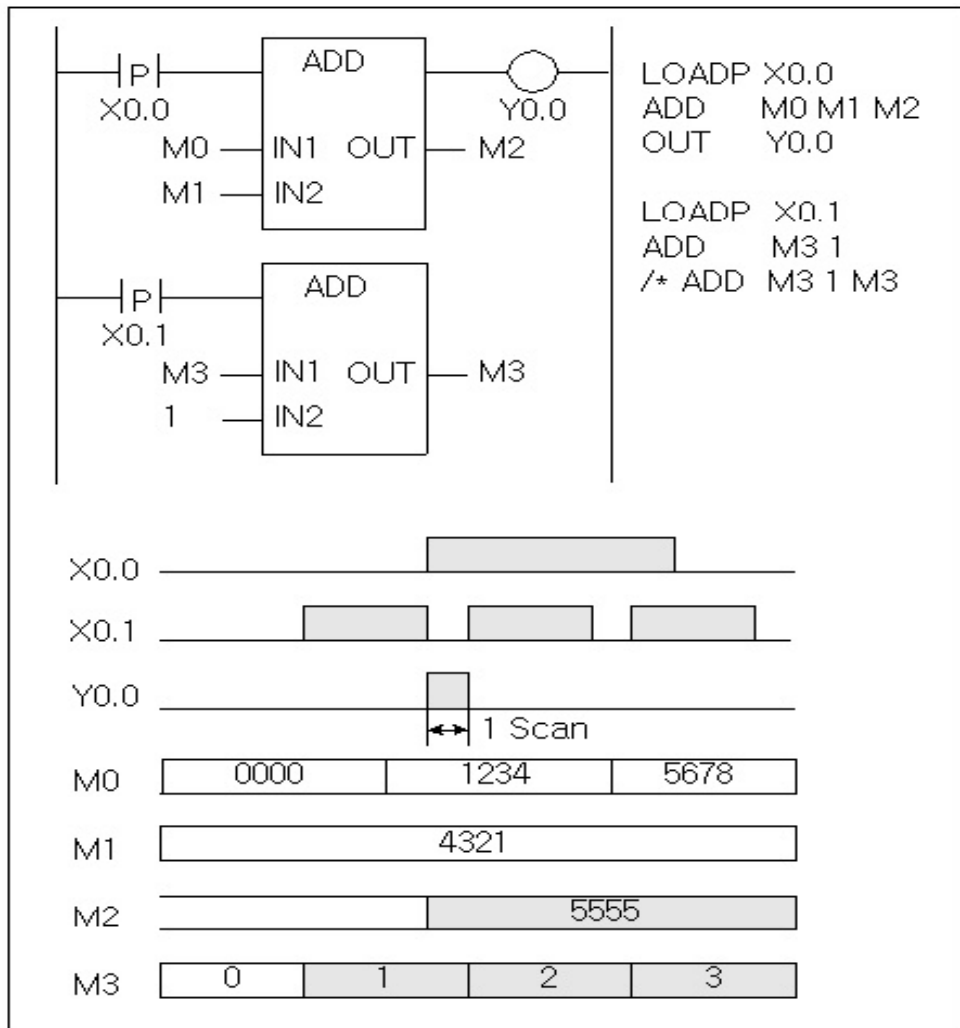 ADD
P
X0.0
Y0.0
M0 IN1 OUT M2
M1 IN2
ADD
P
X0.1
M3 IN1 OUT M3
1 IN2
LOADP X0.0
ADD M0 M1 M2
OUT Y0.0
LOADP X0.1
ADD M3 1
/* ADD M3 1 M3
X0.0
X0.1
Y0.0
1 Scan
M0 0000 1234 5678
M1 4321
M2 5555
M3 0 1 2 3